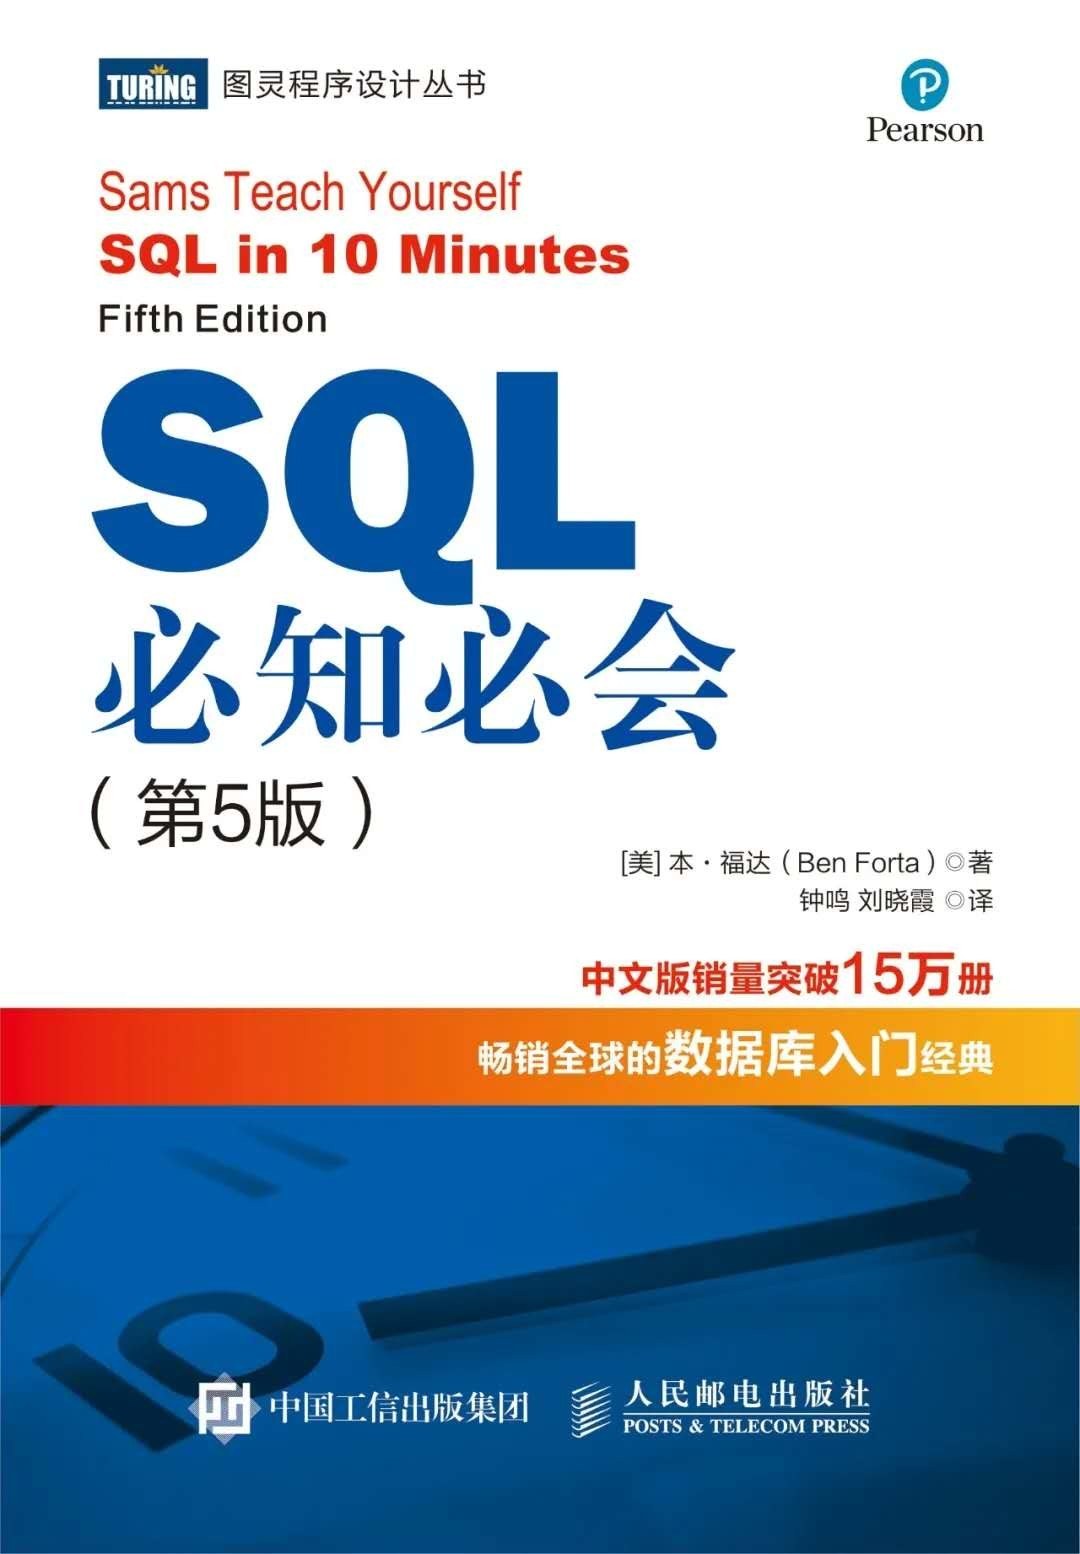 TURING 图灵程序设计丛书
Pearson
Sams Teach Yourself
SQL in 10 Minutes
Fifth Edition
SQL
必知必会
（第5版）
[美] 本·福达（Ben Forta）◎著
钟鸣 刘晓霞 ◎译
中文版销量突破15万册
畅销全球的数据库入门经典
10
中国工信出版集团
人民邮电出版社
POSTS & TELECOM PRESS